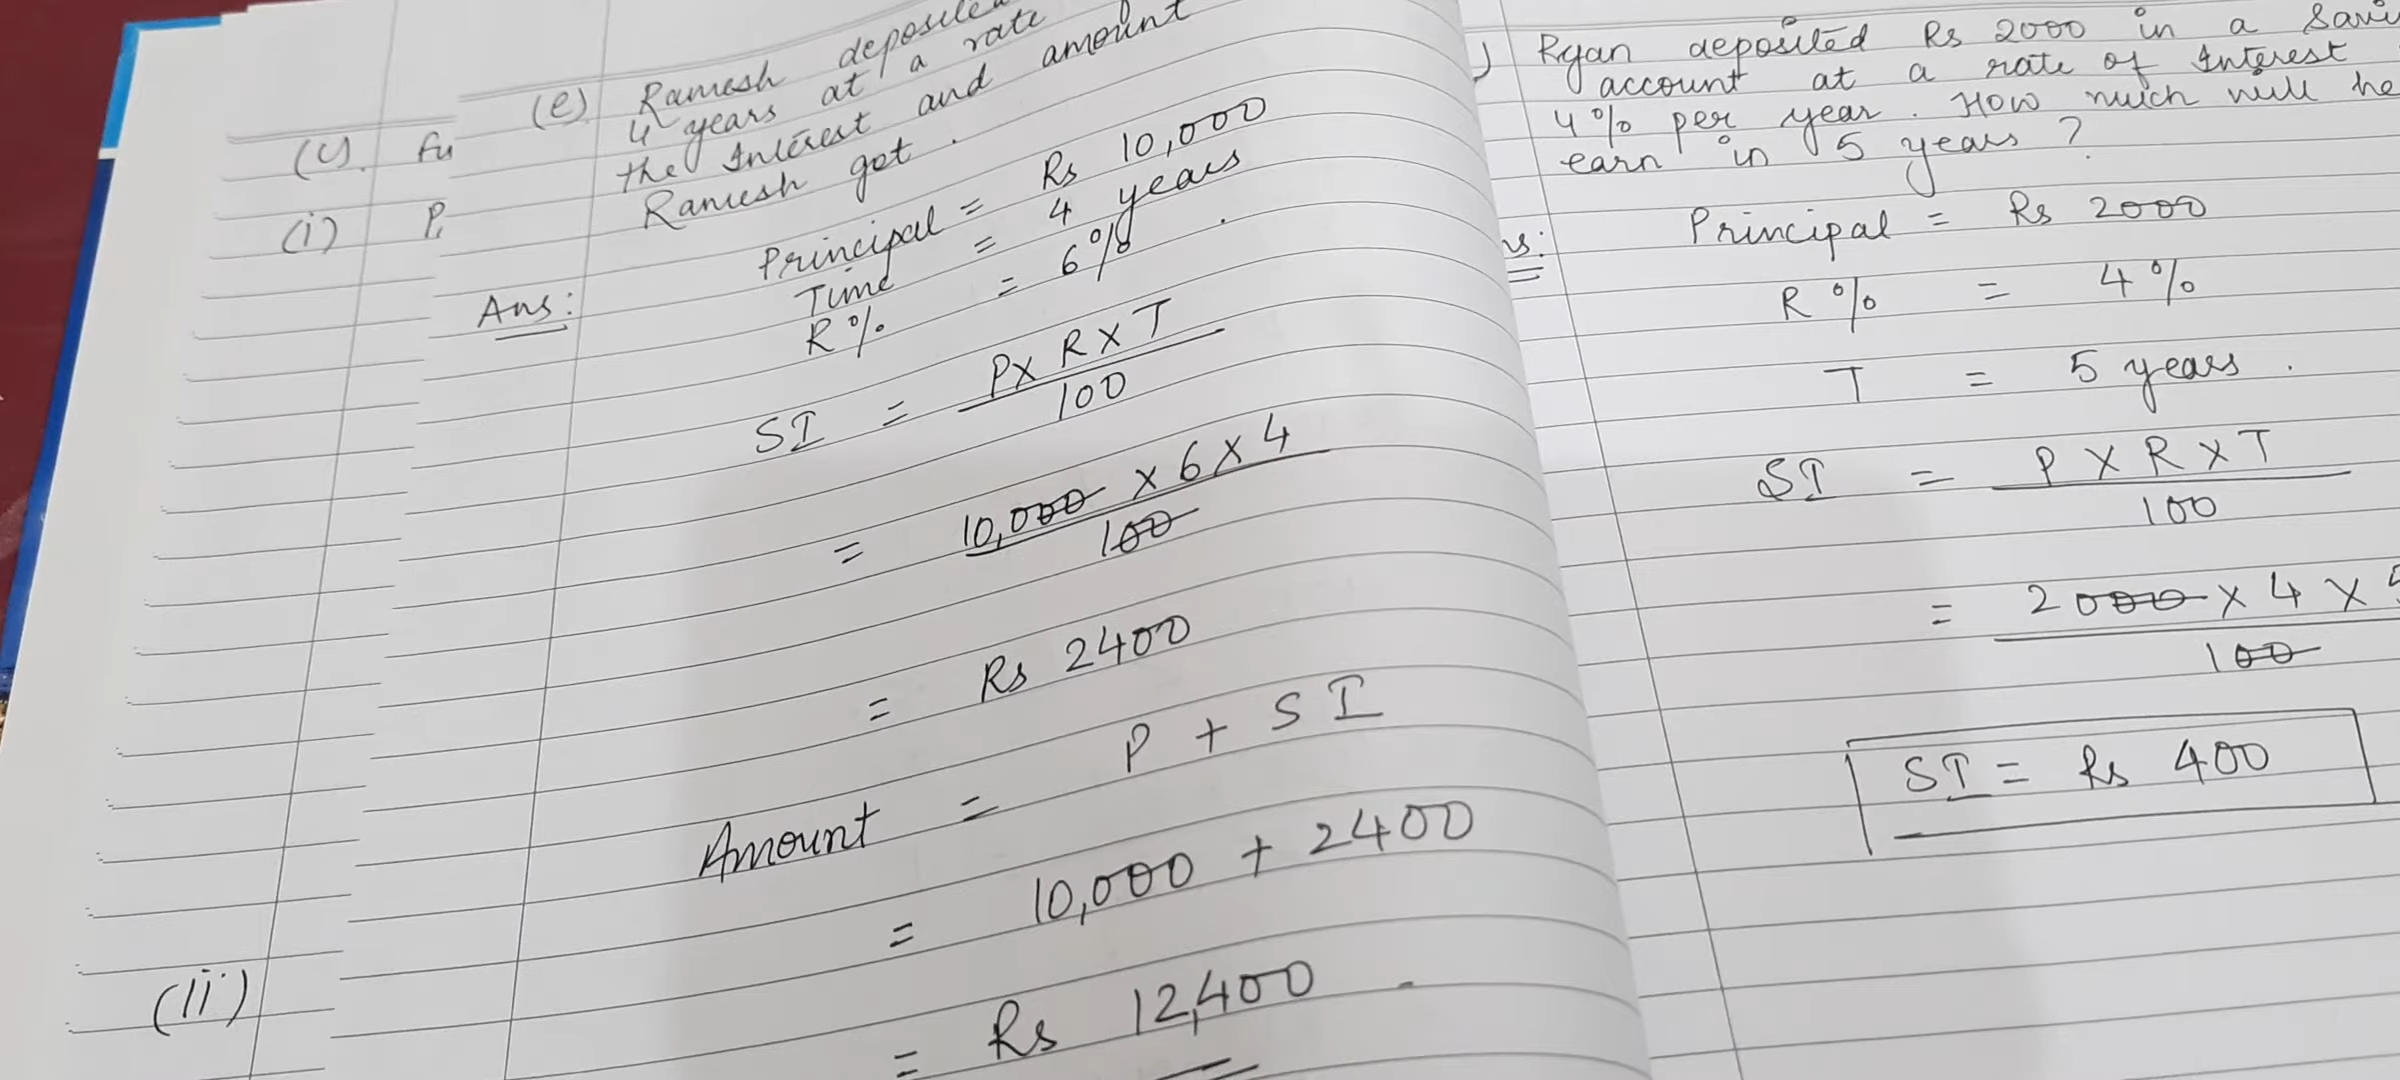 (c). Fu
(i) P,
(ii)
(e) Ramesh
4 years at a rate
the Interest and amount
Ramesh got.
Ans: Principal = Rs 10,000
Time = 4 years
R% = 6%.
SI = PX R X T
100
= 10,000 X 6 X 4
100
= Rs 2400
Amount = P + SI
= 10,000 + 2400
= Rs 12,400
) Ryan deposited Rs 2000 in a
account at a rate of Interest
4% per year. How much will he
earn in 5 years?
s: Principal = Rs 2000
R% = 4%
T = 5 years.
SI = P X R X T
100
= 2000 X 4 X 5
100
SI = Rs 400